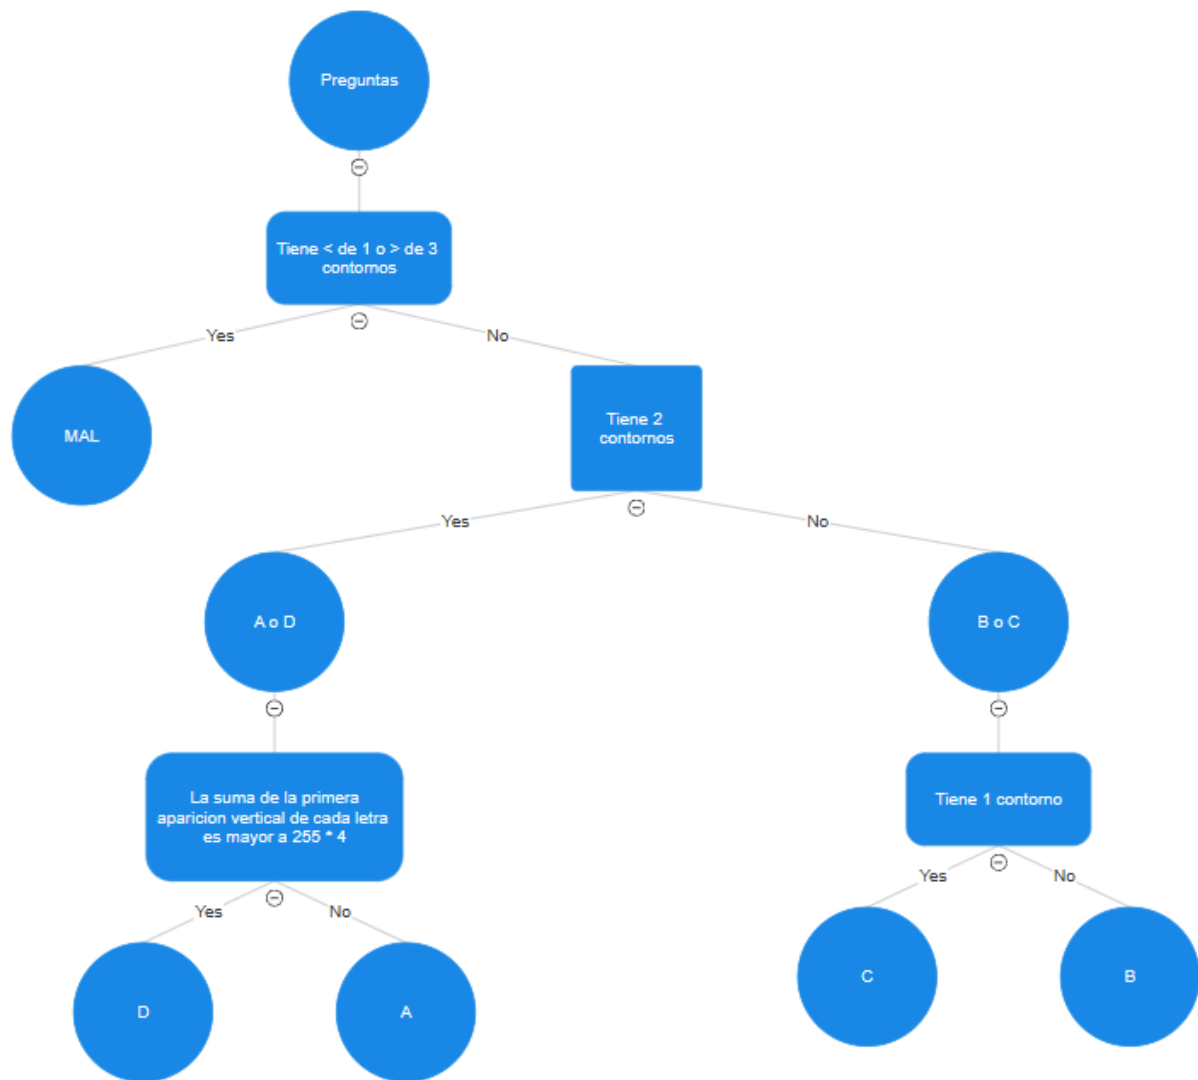 Preguntas
Tiene < de 1 o > de 3
contornos
Yes
No
MAL
Tiene 2
contornos
Yes
No
A o D
B o C
La suma de la primera
aparicion vertical de cada letra
es mayor a 255 * 4
Tiene 1 contorno
Yes
No
Yes
No
D
A
C
B